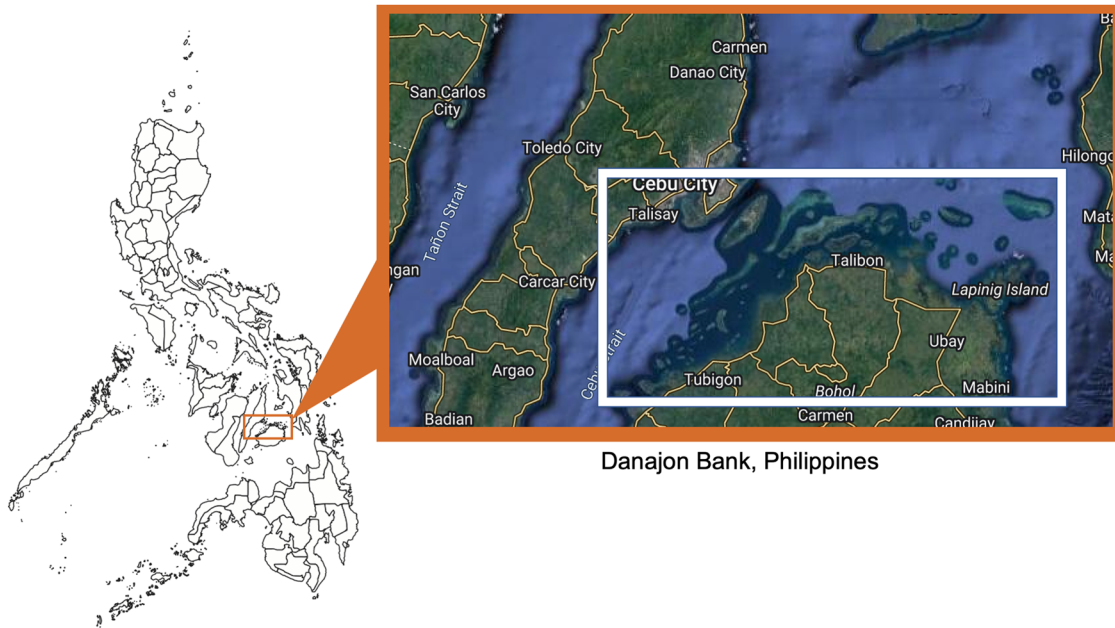 Carmen
Danao City
San Carlos
City
Toledo City
Hilongo
Cebu City
Talisay
Tañon Strait
Talibon
Carcar City
Lapinig Island
Ubay
Moalboal
Argao
Tubigon
Bohol
Mabini
Badian
Carmen
Candijay
Danajon Bank, Philippines